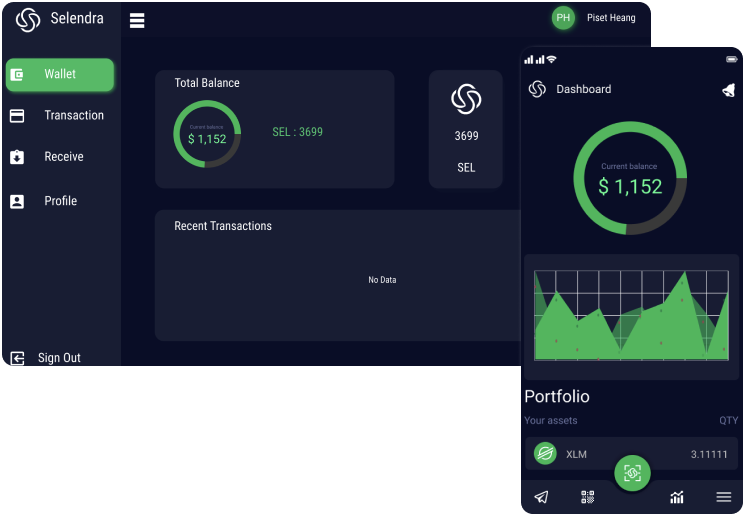 Selendra
PH
Piset Heang
Wallet
Transaction
Receive
Profile
Sign Out
Total Balance
Current balance
$ 1,152
SEL : 3699
3699
SEL
Recent Transactions
No Data
Dashboard
Current balance
$ 1,152
Portfolio
Your assets QTY
XLM 3.11111